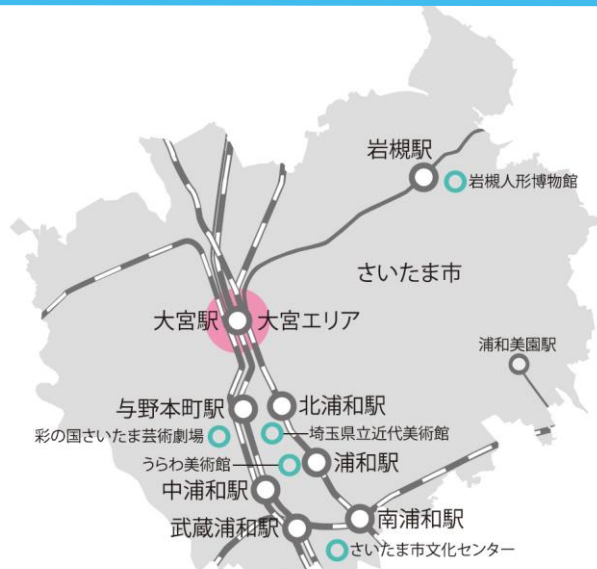 岩槻駅
岩槻人形博物館
さいたま市
大宮駅
大宮エリア
浦和美園駅
与野本町駅
北浦和駅
彩の国さいたま芸術劇場
埼玉県立近代美術館
うらわ美術館
浦和駅
中浦和駅
武蔵浦和駅
南浦和駅
さいたま市文化センター